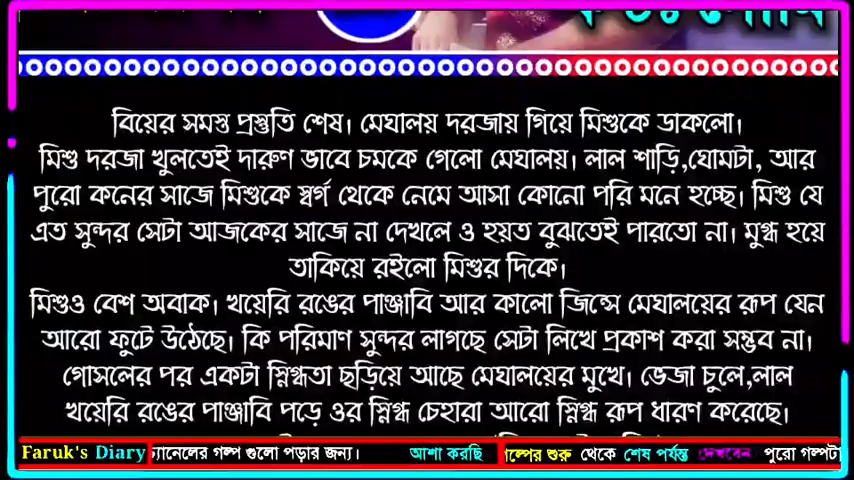 বিয়ের সমস্ত প্রস্তুতি শেষ। মেঘালয় দরজায় গিয়ে মিশুকে ডাকলো।
মিশু দরজা খুলতেই দারুণ ভাবে চমকে গেলো মেঘালয়। লাল শাড়ি,ঘোমটা, আর
পুরো কনের সাজে মিশুকে স্বর্গ থেকে নেমে আসা কোনো পরি মনে হচ্ছে। মিশু যে
এত সুন্দর সেটা আজকের সাজে না দেখলে ও হয়ত বুঝতেই পারতো না। মুগ্ধ হয়ে
তাকিয়ে রইলো মিশুর দিকে।
মিশুও বেশ অবাক। খয়েরি রঙের পাঞ্জাবি আর কালো জিন্সে মেঘালয়ের রূপ যেন
আরো ফুটে উঠেছে। কি পরিমাণ সুন্দর লাগছে সেটা লিখে প্রকাশ করা সম্ভব না।
গোসলের পর একটা স্নিগ্ধতা ছড়িয়ে আছে মেঘালয়ের মুখে। ভেজা চুলে,লাল
খয়েরি রঙের পাঞ্জাবি পড়ে ওর স্নিগ্ধ চেহারা আরো স্নিগ্ধ রূপ ধারণ করেছে।
Faruk's Diary চ্যানেলের গল্প গুলো পড়ার জন্য। আশা করছি গল্পের শুরু থেকে শেষ পর্যন্ত দেখবেন পুরো গল্পটা